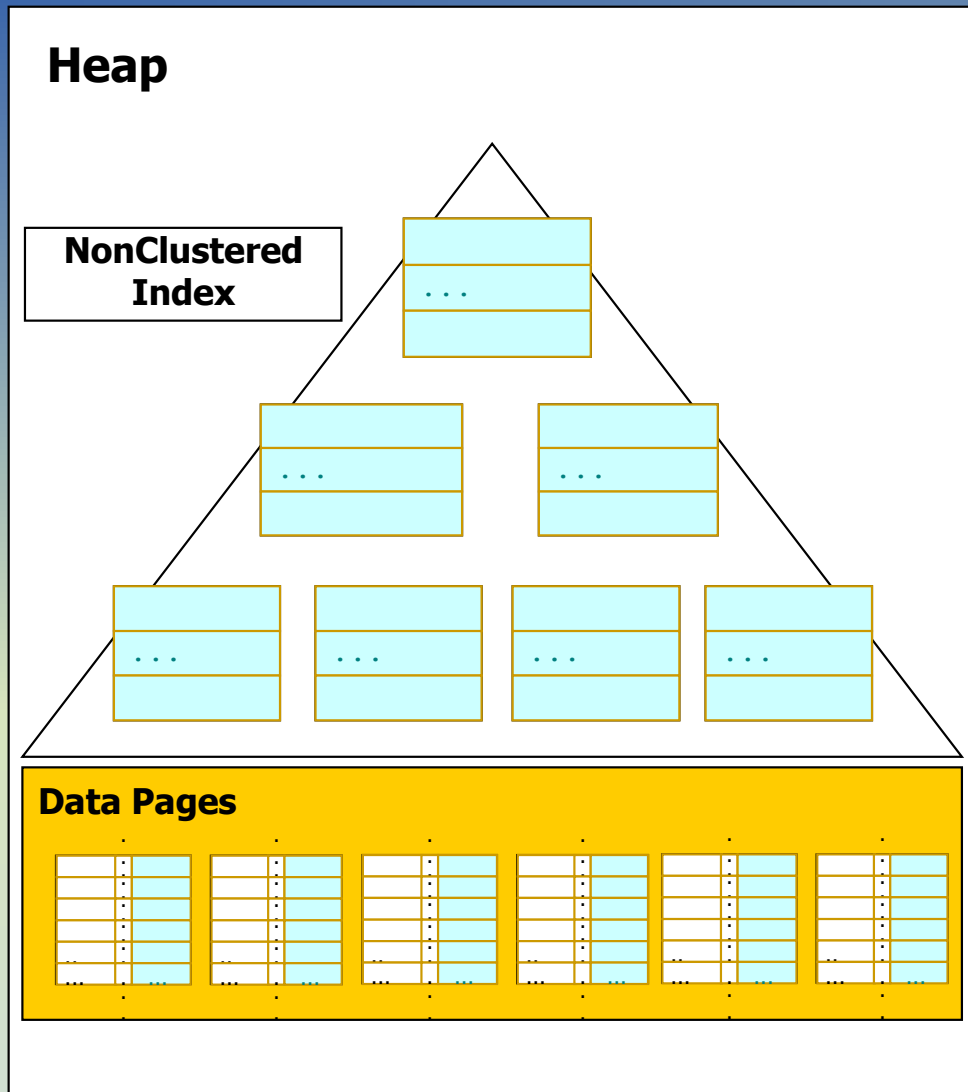 Heap
NonClustered
Index
. . .
. . .
. . .
. . .
. . .
. . .
. . .
Data Pages